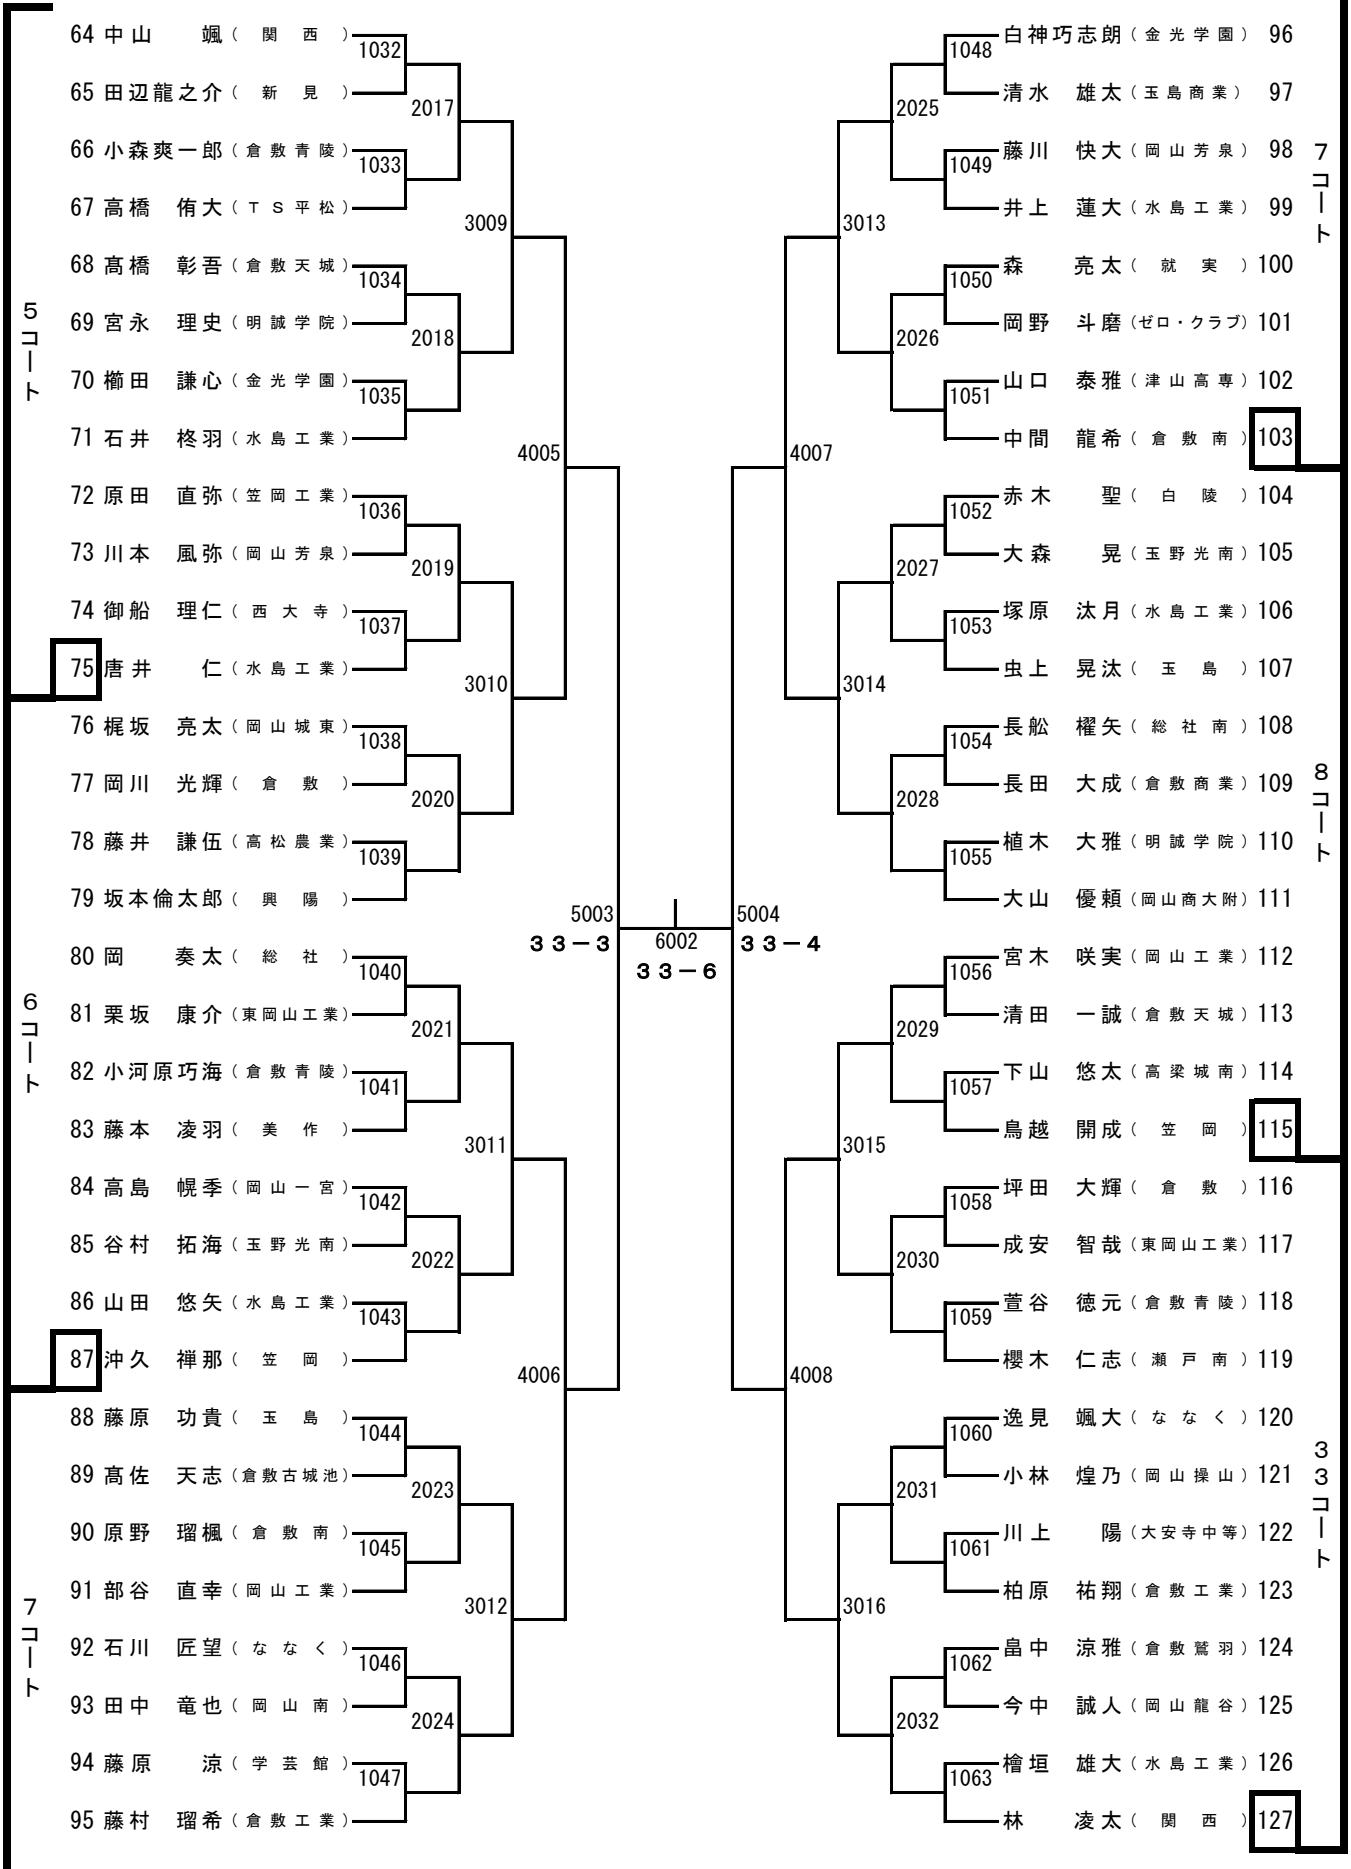 64 中山 颯 (関西)
65 田辺龍之介 (新見)
66 小森爽一郎 (倉敷青陵)
67 高橋 侑大 (ＴＳ平松)
68 髙橋 彰吾 (倉敷天城)
69 宮永 理史 (明誠学院)
70 櫛田 謙心 (金光学園)
71 石井 柊羽 (水島工業)
72 原田 直弥 (笠岡工業)
73 川本 風弥 (岡山芳泉)
74 御船 理仁 (西大寺)
75 唐井 仁 (水島工業)
76 梶坂 亮太 (岡山城東)
77 岡川 光輝 (倉敷)
78 藤井 謙伍 (高松農業)
79 坂本倫太郎 (興陽)
80 岡 奏太 (総社)
81 栗坂 康介 (東岡山工業)
82 小河原巧海 (倉敷青陵)
83 藤本 凌羽 (美作)
84 高島 幌季 (岡山一宮)
85 谷村 拓海 (玉野光南)
86 山田 悠矢 (水島工業)
87 沖久 禅那 (笠岡)
88 藤原 功貴 (玉島)
89 髙佐 天志 (倉敷古城池)
90 原野 瑠楓 (倉敷南)
91 部谷 直幸 (岡山工業)
92 石川 匠望 (ななく)
93 田中 竜也 (岡山南)
94 藤原 涼 (学芸館)
95 藤村 瑠希 (倉敷工業)
5コート
6コート
7コート
1032
1033
1034
1035
1036
1037
1038
1039
1040
1041
1042
1043
1044
1045
1046
1047
2017
2018
2019
2020
2021
2022
2023
2024
3009
3010
3011
3012
4005
4006
5003
３３－３
6002
３３－６
5004
３３－４
4007
4008
3013
3014
3015
3016
2025
2026
2027
2028
2029
2030
2031
2032
1048
1049
1050
1051
1052
1053
1054
1055
1056
1057
1058
1059
1060
1061
1062
1063
白神巧志朗 (金光学園) 96
清水 雄太 (玉島商業) 97
藤川 快大 (岡山芳泉) 98
井上 蓮大 (水島工業) 99
森 亮太 (就実) 100
岡野 斗磨 (ゼロ・クラブ) 101
山口 泰雅 (津山高専) 102
中間 龍希 (倉敷南) 103
赤木 聖 (白陵) 104
大森 晃 (玉野光南) 105
塚原 汰月 (水島工業) 106
虫上 晃汰 (玉島) 107
長舩 櫂矢 (総社南) 108
長田 大成 (倉敷商業) 109
植木 大雅 (明誠学院) 110
大山 優頼 (岡山商大附) 111
宮木 咲実 (岡山工業) 112
清田 一誠 (倉敷天城) 113
下山 悠太 (高梁城南) 114
鳥越 開成 (笠岡) 115
坪田 大輝 (倉敷) 116
成安 智哉 (東岡山工業) 117
萱谷 徳元 (倉敷青陵) 118
櫻木 仁志 (瀬戸南) 119
逸見 颯大 (ななく) 120
小林 煌乃 (岡山操山) 121
川上 陽 (大安寺中等) 122
柏原 祐翔 (倉敷工業) 123
畠中 涼雅 (倉敷鷲羽) 124
今中 誠人 (岡山龍谷) 125
檜垣 雄大 (水島工業) 126
林 凌太 (関西) 127
7コート
8コート
33コート